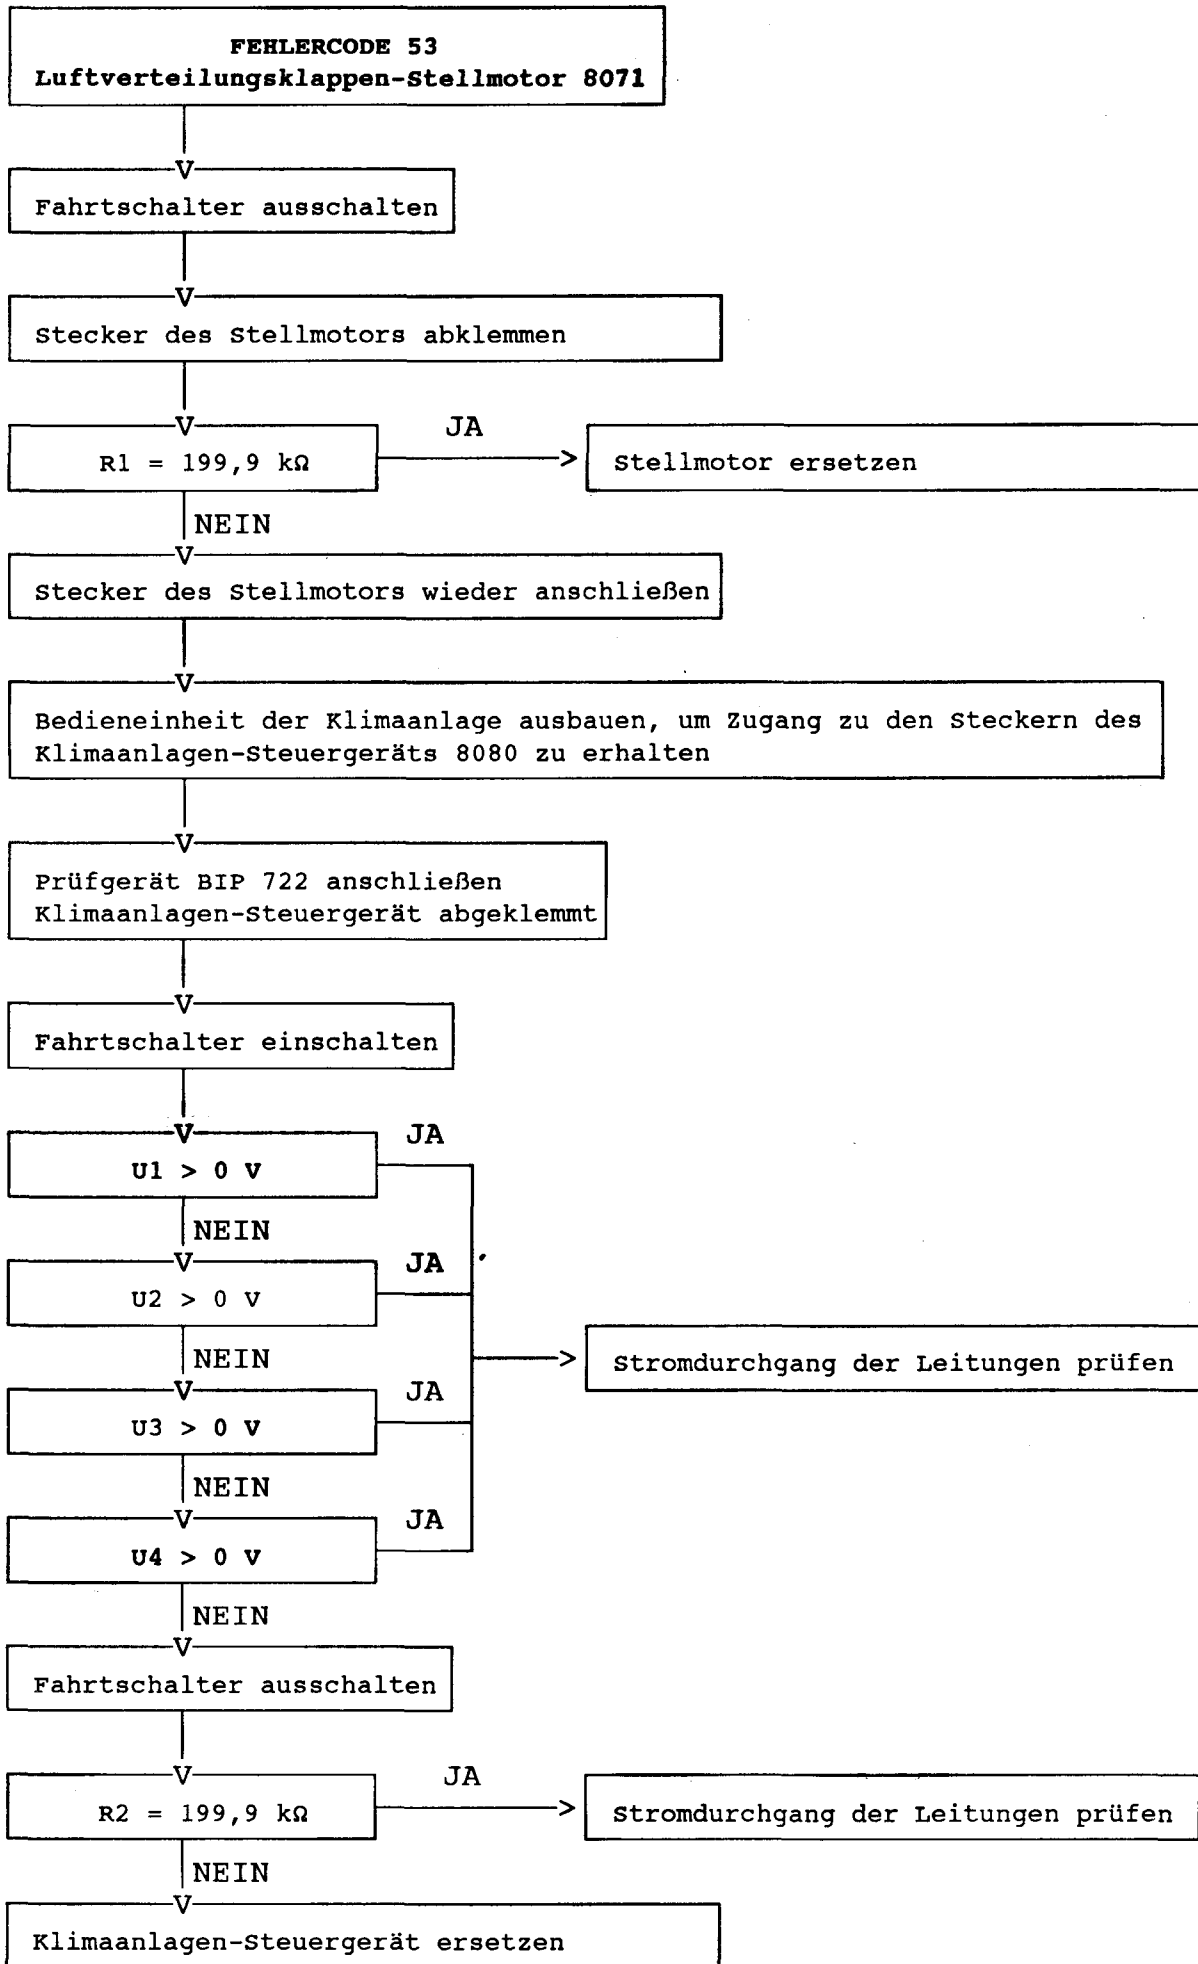 FEHLERCODE 53
Luftverteilungsklappen-Stellmotor 8071
V
Fahrtschalter ausschalten
V
Stecker des Stellmotors abklemmen
V
JA
R1 = 199,9 kΩ
>
Stellmotor ersetzen
NEIN
V
Stecker des Stellmotors wieder anschließen
V
Bedieneinheit der Klimaanlage ausbauen, um Zugang zu den Steckern des
Klimaanlagen-Steuergeräts 8080 zu erhalten
V
Prüfgerät BIP 722 anschließen
Klimaanlagen-Steuergerät abgeklemmt
V
Fahrtschalter einschalten
V
JA
U1 > 0 V
NEIN
V
JA
U2 > 0 V
NEIN
>
Stromdurchgang der Leitungen prüfen
V
JA
U3 > 0 V
NEIN
V
JA
U4 > 0 V
NEIN
V
Fahrtschalter ausschalten
V
JA
R2 = 199,9 kΩ
>
Stromdurchgang der Leitungen prüfen
NEIN
V
Klimaanlagen-Steuergerät ersetzen